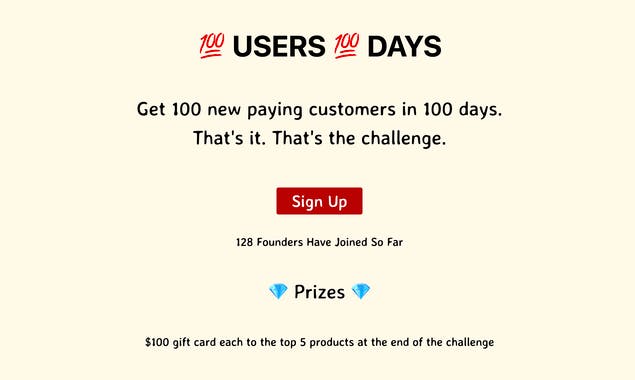 💯 USERS 💯 DAYS
Get 100 new paying customers in 100 days.
That's it. That's the challenge.
Sign Up
128 Founders Have Joined So Far
💎 Prizes 💎
$100 gift card each to the top 5 products at the end of the challenge